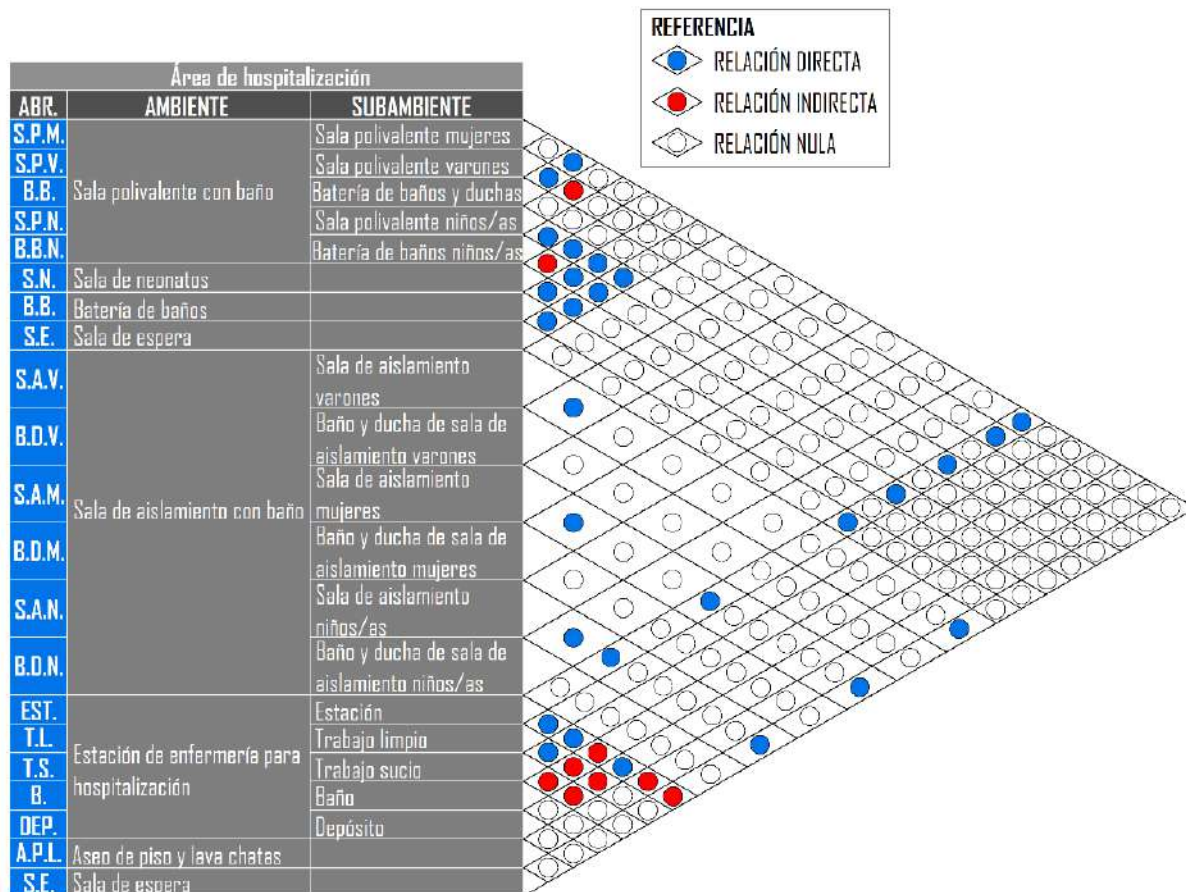 REFERENCIA
RELACIÓN DIRECTA
RELACIÓN INDIRECTA
RELACIÓN NULA
Área de hospitalización
ABR. AMBIENTE SUBAMBIENTE
S.P.M. Sala polivalente mujeres
S.P.V. Sala polivalente varones
B.B. Sala polivalente con baño Batería de baños y duchas
S.P.N. Sala polivalente niños/as
B.B.N. Batería de baños niños/as
S.N. Sala de neonatos
B.B. Batería de baños
S.E. Sala de espera
S.A.V. Sala de aislamiento
varones
B.D.V. Baño y ducha de sala de
aislamiento varones
S.A.M. Sala de aislamiento
Sala de aislamiento con baño mujeres
B.D.M. Baño y ducha de sala de
aislamiento mujeres
S.A.N. Sala de aislamiento
niños/as
B.D.N. Baño y ducha de sala de
aislamiento niños/as
EST. Estación
T.L. Trabajo limpio
Estación de enfermería para
T.S. Trabajo sucio
hospitalización
B. Baño
DEP. Depósito
A.P.L. Aseo de piso y lava chatas
S.E. Sala de espera